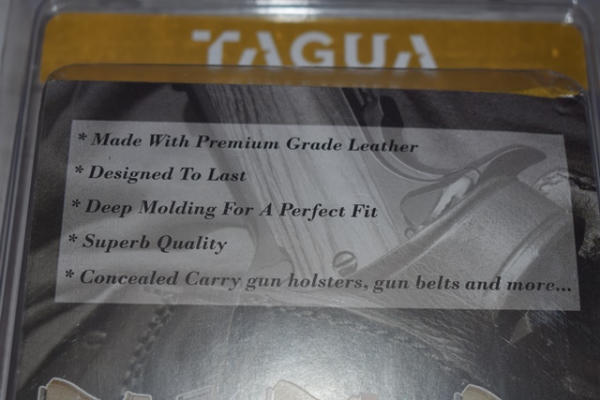 TAGUA
* Made With Premium Grade Leather
* Designed To Last
* Deep Molding For A Perfect Fit
* Superb Quality
* Concealed Carry gun holsters, gun belts and more...